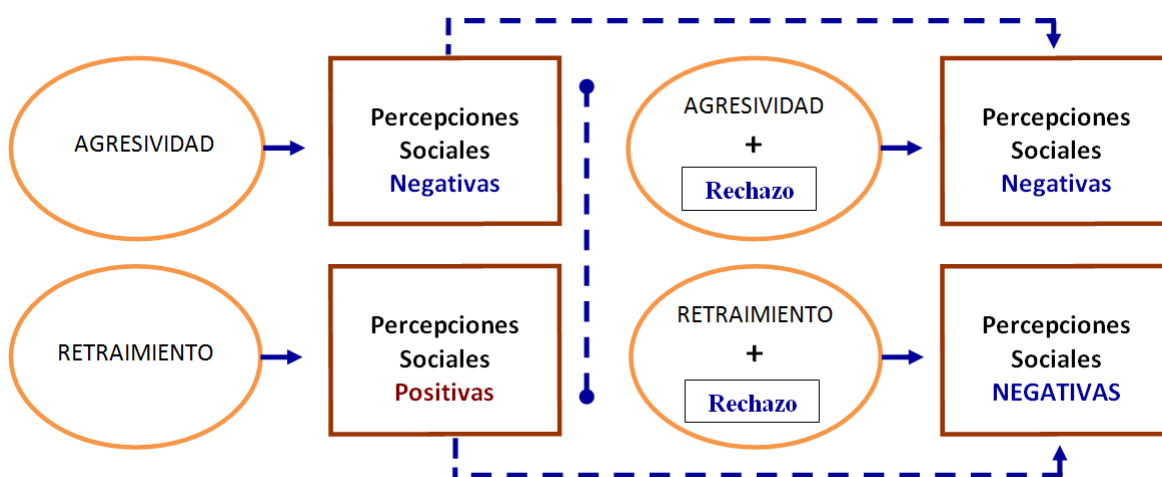 AGRESIVIDAD
Percepciones
Sociales
Negativas
AGRESIVIDAD
+
Rechazo
Percepciones
Sociales
Negativas
RETRAIMIENTO
Percepciones
Sociales
Positivas
RETRAIMIENTO
+
Rechazo
Percepciones
Sociales
NEGATIVAS